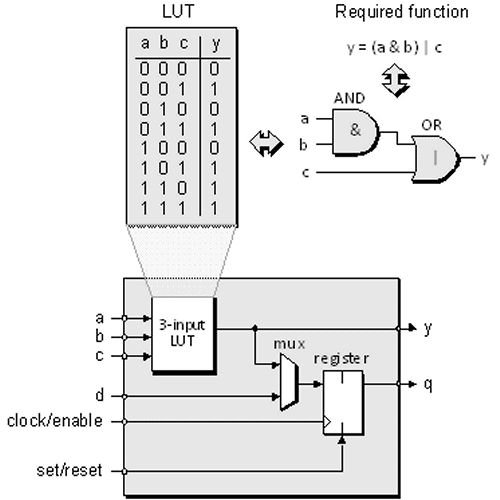 LUT
Required function
a b c y
0 0 0 0
0 0 1 1
0 1 0 0
0 1 1 1
1 0 0 0
1 0 1 1
1 1 0 1
1 1 1 1
y = (a & b) | c
AND
a
&
b
OR
|
y
c
a
b
c
3-input
LUT
y
mux
register
d
q
clock/enable
set/reset